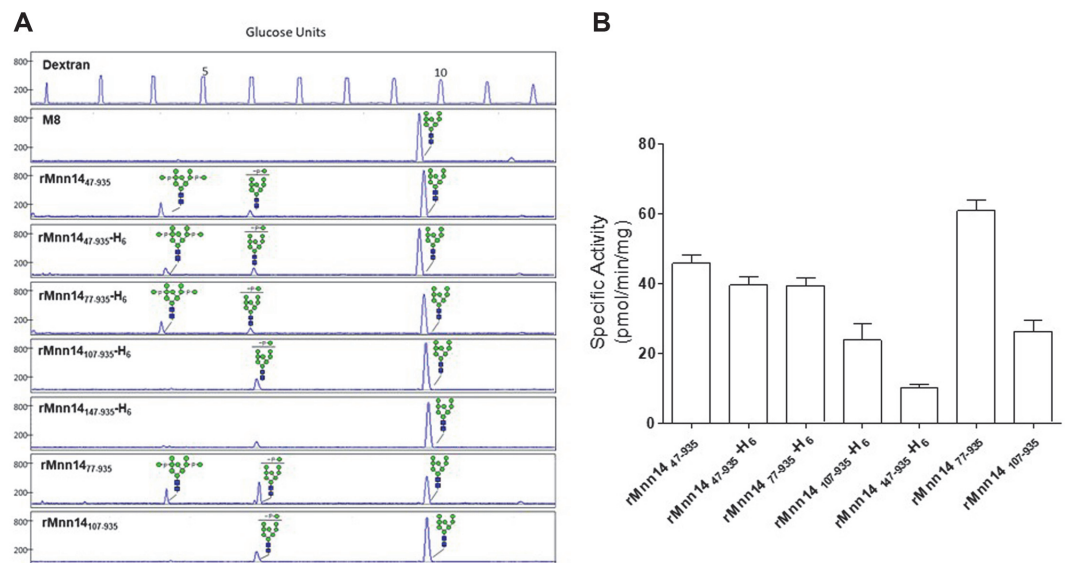 A
Glucose Units
Dextran
5
10
800
200
M8
800
200
rMnn14 47-935
800
200
-P-
-P-
-P-
rMnn14 47-935-H6
800
200
-P-
-P-
-P-
rMnn14 77-935-H6
800
200
-P-
-P-
-P-
rMnn14 107-935-H6
800
200
-P-
rMnn14 147-935-H6
800
200
rMnn14 77-935
800
200
-P-
-P-
-P-
rMnn14 107-935
800
200
-P-
B
Specific Activity
(pmol/min/mg)
80
60
40
20
0
rMnn14 47-935
rMnn14 47-935-H6
rMnn14 77-935-H6
rMnn14 107-935-H6
rMnn14 147-935-H6
rMnn14 77-935
rMnn14 107-935